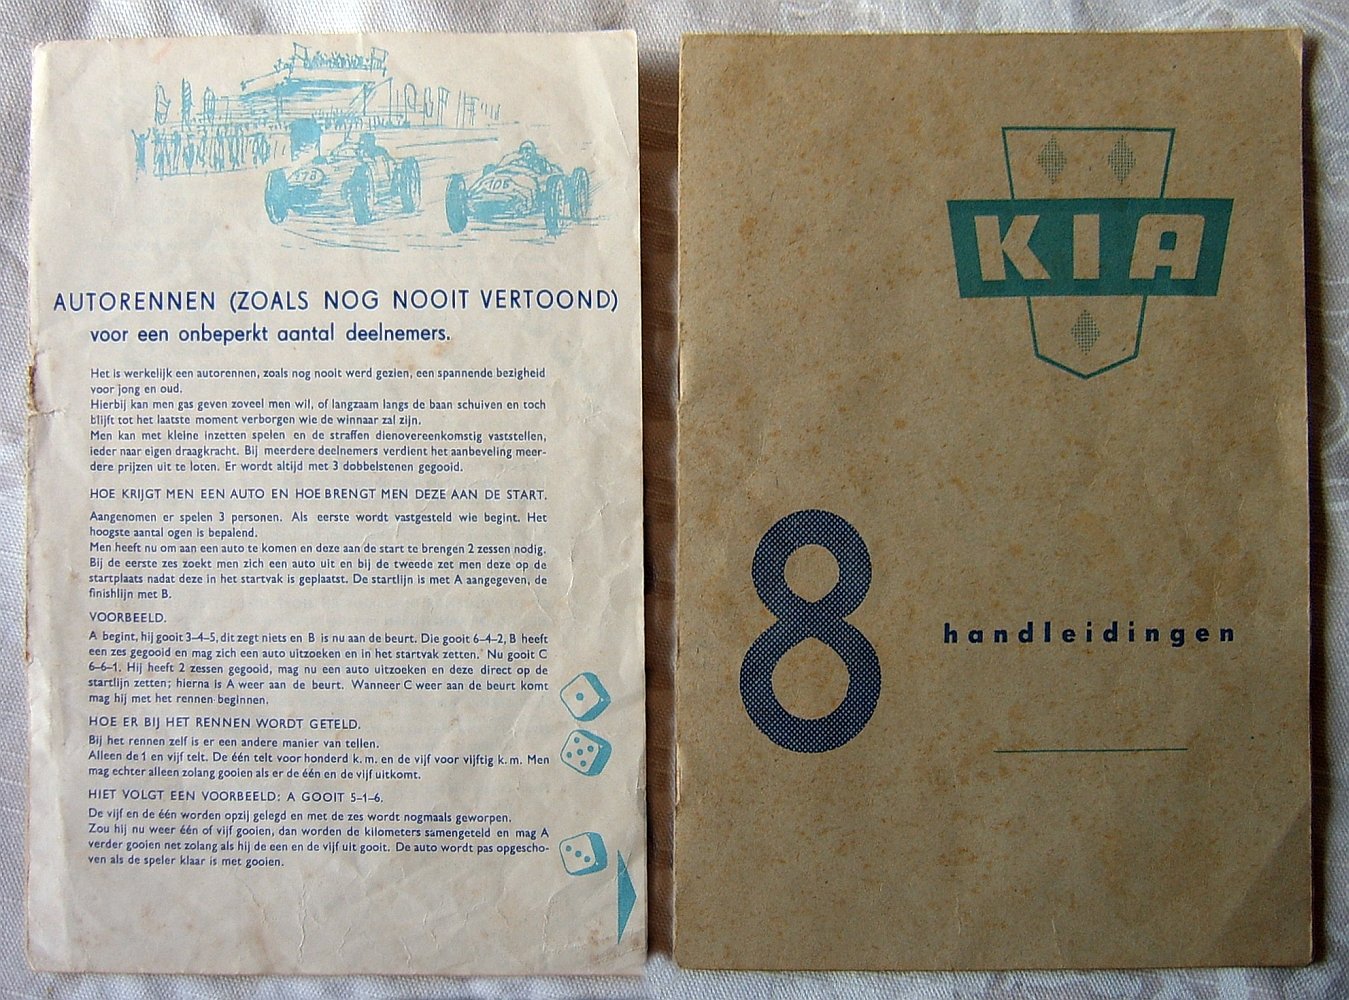 378
106
AUTORENNEN (ZOALS NOG NOOIT VERTOOND)
voor een onbeperkt aantal deelnemers.
Het is werkelijk een autorennen, zoals nog nooit werd gezien, een spannende bezigheid
voor jong en oud.
Hierbij kan men gas geven zoveel men wil, of langzaam langs de baan schuiven en toch
blijft tot het laatste moment verborgen wie de winnaar zal zijn.
Men kan met kleine inzetten spelen en de straffen dienovereenkomstig vaststellen,
ieder naar eigen draagkracht. Bij meerdere deelnemers verdient het aanbeveling meer-
dere prijzen uit te loten. Er wordt altijd met 3 dobbelstenen gegooid.
HOE KRIJGT MEN EEN AUTO EN HOE BRENGT MEN DEZE AAN DE START.
Aangenomen er spelen 3 personen. Als eerste wordt vastgesteld wie begint. Het
hoogste aantal ogen is bepalend.
Men heeft nu om aan een auto te komen en deze aan de start te brengen 2 zessen nodig.
Bij de eerste zes zoekt men zich een auto uit en bij de tweede zet men deze op de
startplaats nadat deze in het startvak is geplaatst. De startlijn is met A aangegeven, de
finishlijn met B.
VOORBEELD.
A begint, hij gooit 3-4-5, dit zegt niets en B is nu aan de beurt. Die gooit 6-4-2, B heeft
een zes gegooid en mag zich een auto uitzoeken en in het startvak zetten. Nu gooit C
6-6-1. Hij heeft 2 zessen gegooid, mag nu een auto uitzoeken en deze direct op de
startlijn zetten; hierna is A weer aan de beurt. Wanneer C weer aan de beurt komt
mag hij met het rennen beginnen.
HOE ER BIJ HET RENNEN WORDT GETELD.
Bij het rennen zelf is er een andere manier van tellen.
Alleen de 1 en vijf telt. De één telt voor honderd k.m. en de vijf voor vijftig k.m. Men
mag echter alleen zolang gooien als er de één en de vijf uitkomt.
HIET VOLGT EEN VOORBEELD: A GOOIT 5-1-6.
De vijf en de één worden opzij gelegd en met de zes wordt nogmaals geworpen.
Zou hij nu weer één of vijf gooien, dan worden de kilometers samengeteld en mag A
verder gooien net zolang als hij de een en de vijf uit gooit. De auto wordt pas opgescho-
ven als de speler klaar is met gooien.
KIA
8
handleidingen